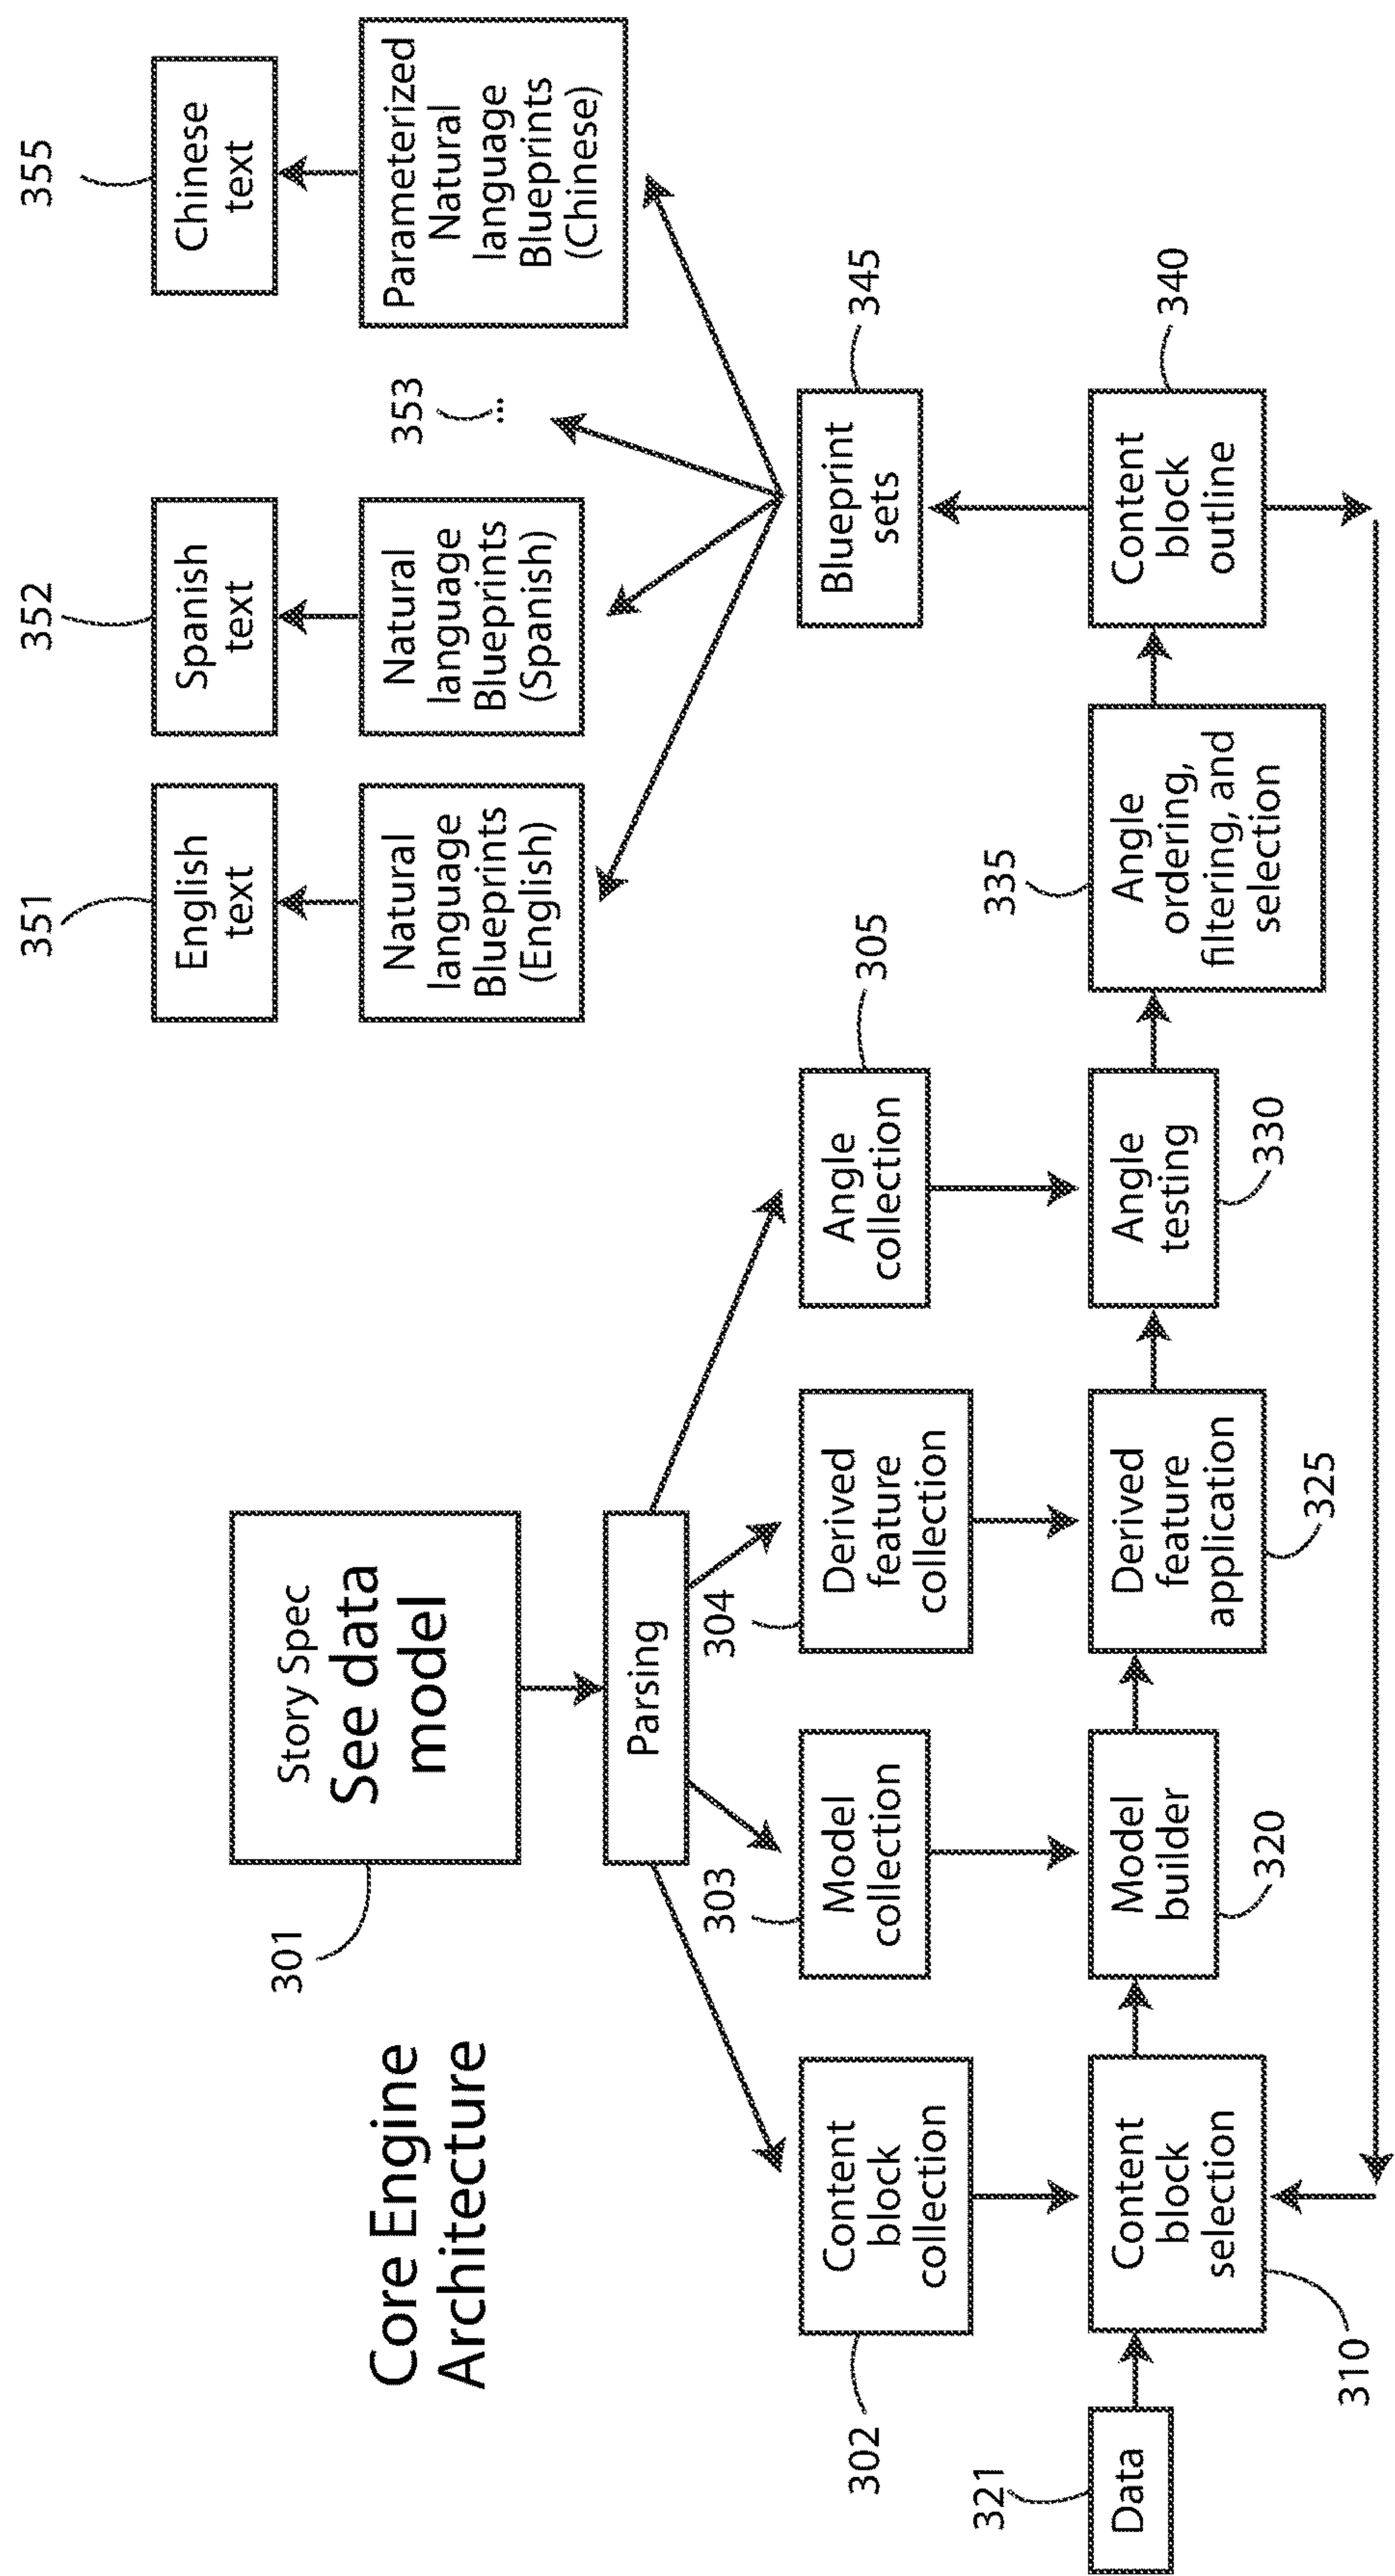 Core Engine
Architecture
301
Story Spec
See data
model
Parsing
302
Content
block
collection
303
Model
collection
304
Derived
feature
collection
Angle
collection
305
321
Data
Content
block
selection
310
Model
builder
320
Derived
feature
application
325
Angle
testing
330
335
Angle
ordering,
filtering, and
selection
Content
block
outline
340
Blueprint
sets
345
351
English
text
Natural
language
Blueprints
(English)
352
Spanish
text
Natural
language
Blueprints
(Spanish)
353
...
355
Chinese
text
Parameterized
Natural
language
Blueprints
(Chinese)